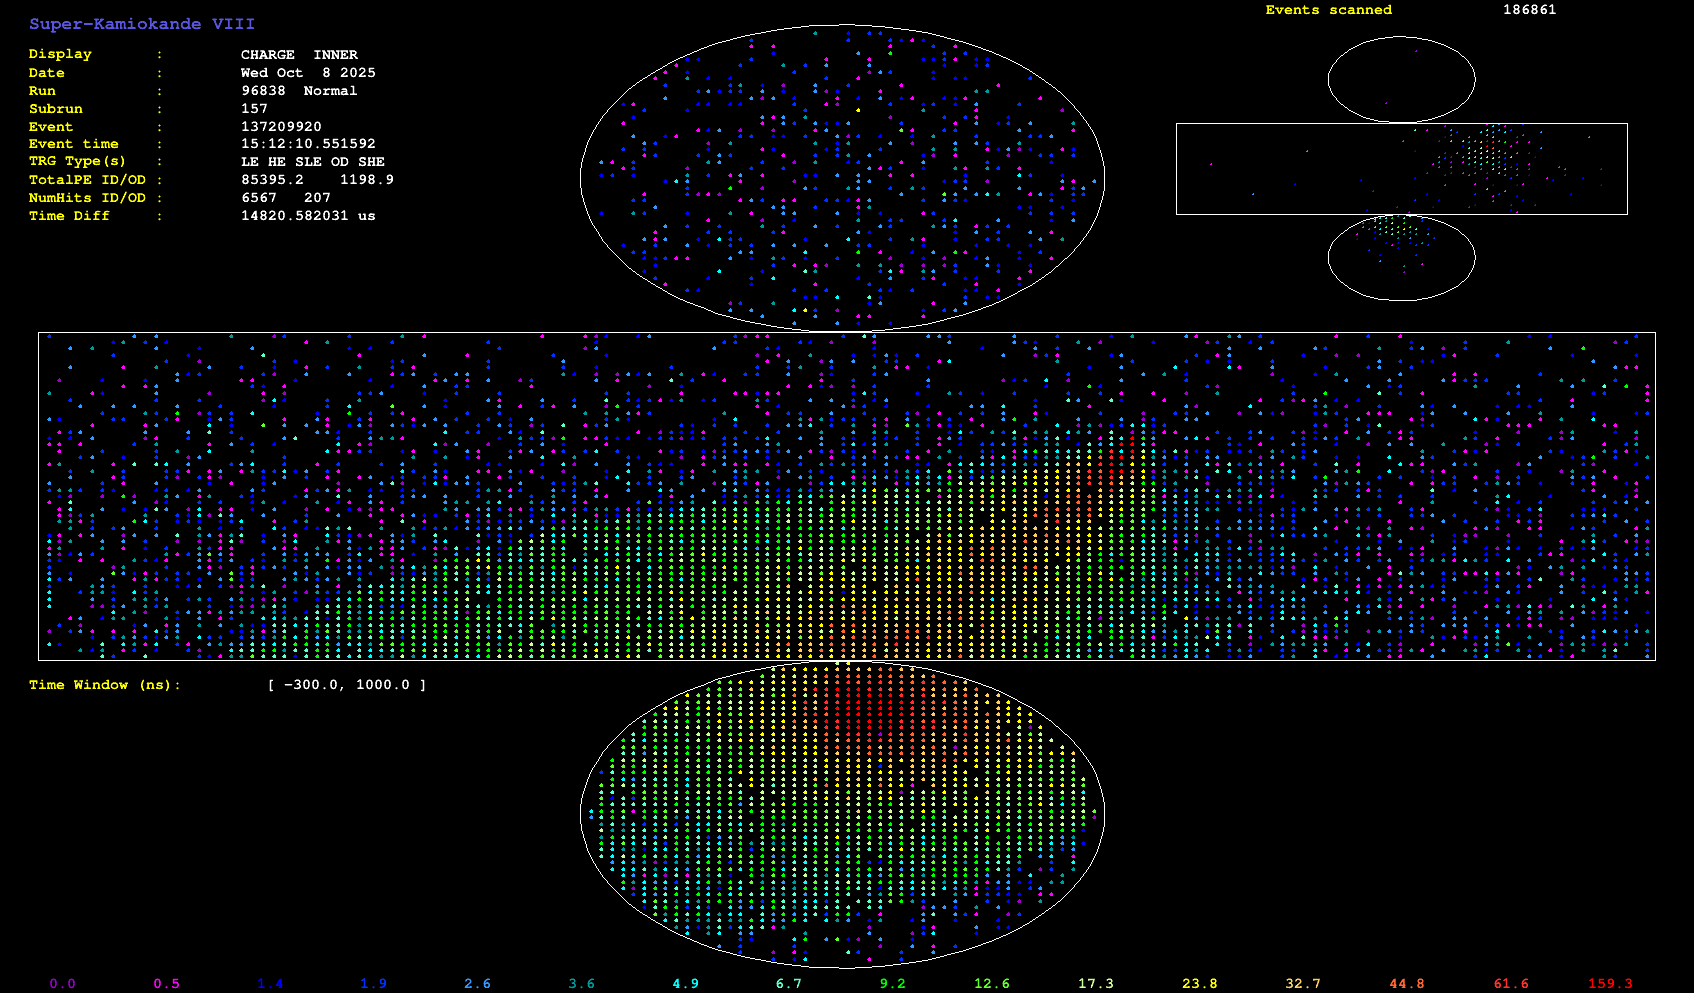 Super-Kamiokande VIII
Events scanned 186861
Display : CHARGE INNER
Date : Wed Oct 8 2025
Run : 96838 Normal
Subrun : 157
Event : 137209920
Event time : 15:12:10.551592
TRG Type(s) : LE HE SLE OD SHE
TotalPE ID/OD : 85395.2 1198.9
NumHits ID/OD : 6567 207
Time Diff : 14820.582031 us
Time Window (ns): [ -300.0, 1000.0 ]
0.0 0.5 1.4 1.9 2.6 3.6 4.9 6.7 9.2 12.6 17.3 23.8 32.7 44.8 61.6 159.3